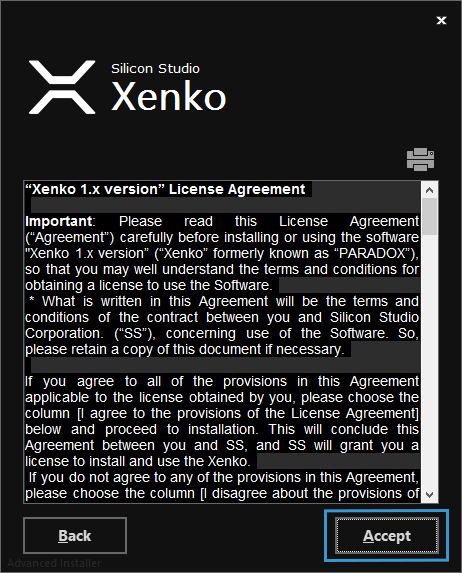 Silicon Studio
Xenko
“Xenko 1.x version” License Agreement
Important: Please read this License Agreement
(“Agreement”) carefully before installing or using the software
"Xenko 1.x version” (“Xenko” formerly known as “PARADOX”),
so that you may well understand the terms and conditions for
obtaining a license to use the Software.
* What is written in this Agreement will be the terms and
conditions of the contract between you and Silicon Studio
Corporation. (“SS”), concerning use of the Software. So,
please retain a copy of this document if necessary.
If you agree to all of the provisions in this Agreement
applicable to the license obtained by you, please choose the
column [I agree to the provisions of the License Agreement]
below and proceed to installation. This will conclude this
Agreement between you and SS, and SS will grant you a
license to install and use the Xenko.
If you do not agree to any of the provisions in this Agreement,
please choose the column [I disagree about the provisions of
Back
Accept
Advanced Installer